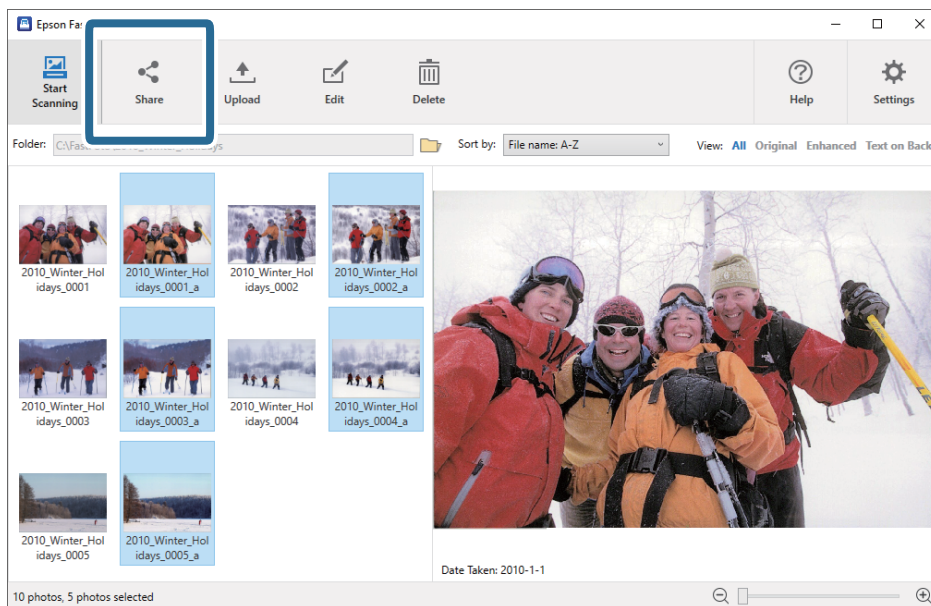 Epson Fas
Start
Scanning
Share
Upload
Edit
Delete
Help
Settings
Folder:
Sort by:
File name: A-Z
View: All Original Enhanced Text on Back
2010_Winter_Hol
idays_0001
2010_Winter_Hol
idays_0001_a
2010_Winter_Hol
idays_0002
2010_Winter_Hol
idays_0002_a
2010_Winter_Hol
idays_0003
2010_Winter_Hol
idays_0003_a
2010_Winter_Hol
idays_0004
2010_Winter_Hol
idays_0004_a
2010_Winter_Hol
idays_0005
2010_Winter_Hol
idays_0005_a
Date Taken: 2010-1-1
10 photos, 5 photos selected